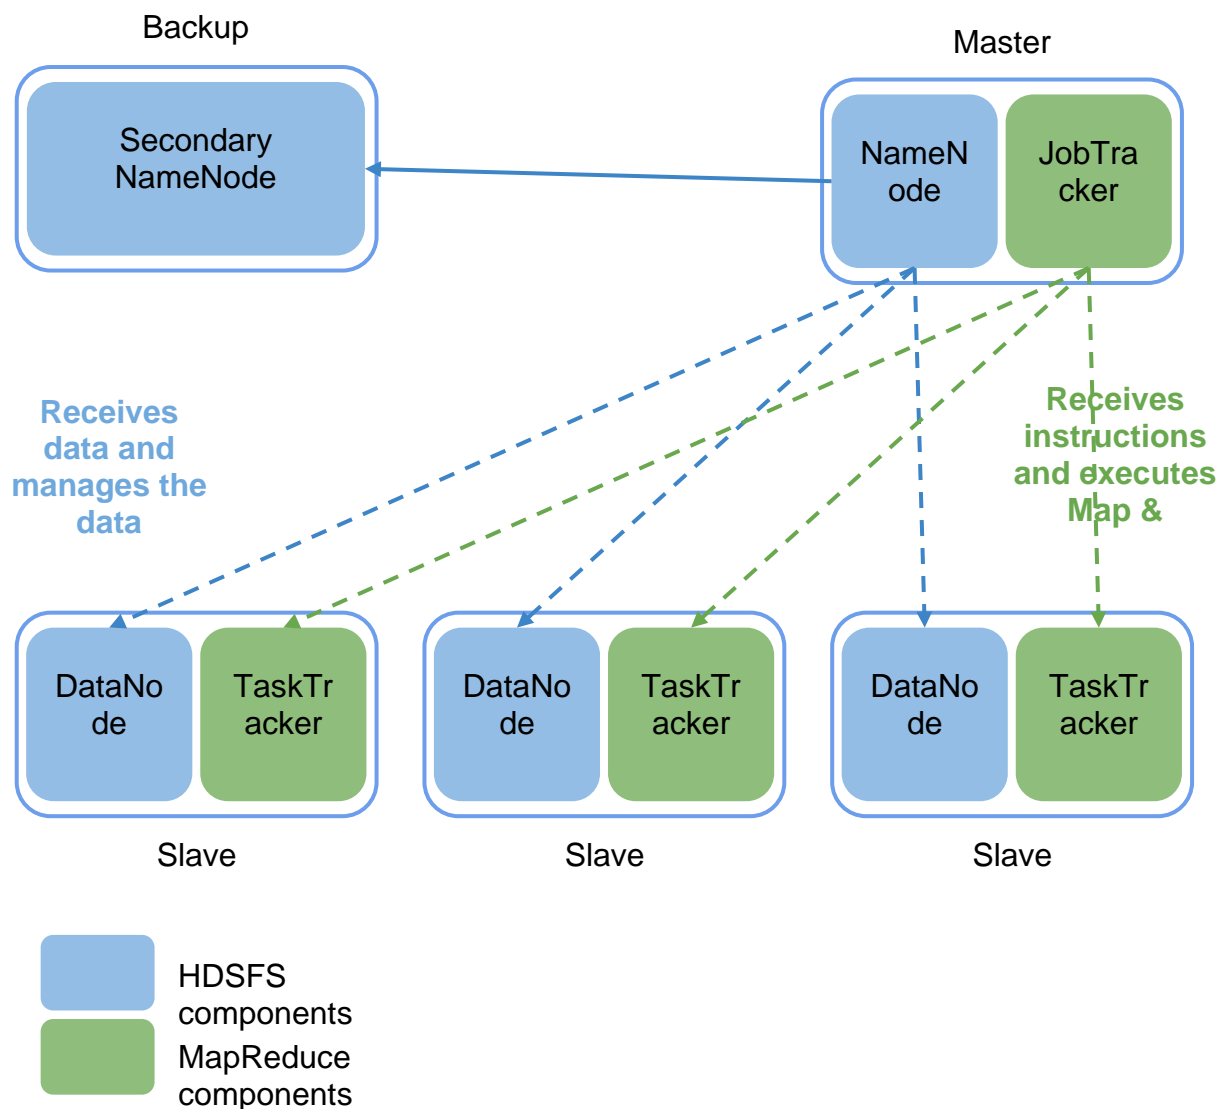 Backup
Master
Secondary
NameNode
NameN
ode
JobTra
cker
Receives
data and
manages the
data
Receives
instructions
and executes
Map &
DataNo
de
TaskTr
acker
DataNo
de
TaskTr
acker
DataNo
de
TaskTr
acker
Slave
Slave
Slave
HDSFS
components
MapReduce
components